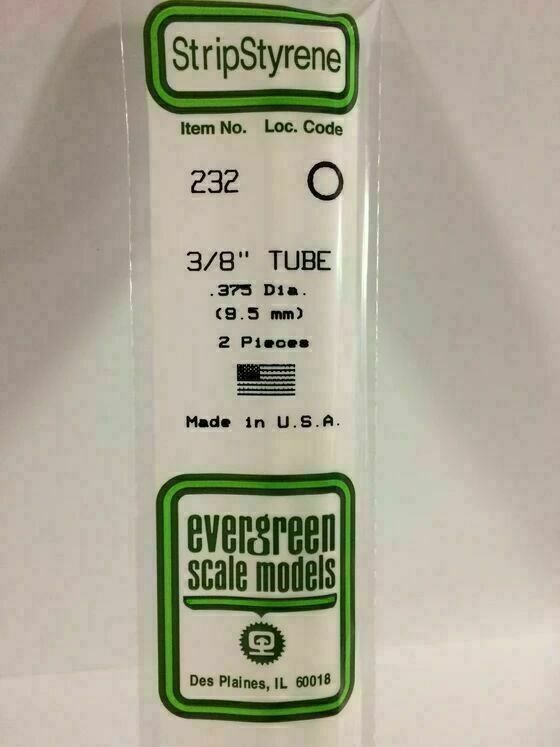 StripStyrene
Item No. Loc. Code
232
3/8" TUBE
.375 Dia.
(9.5 mm)
2 Pieces
Made in U.S.A.
evergreen
scale models
Des Plaines, IL 60018